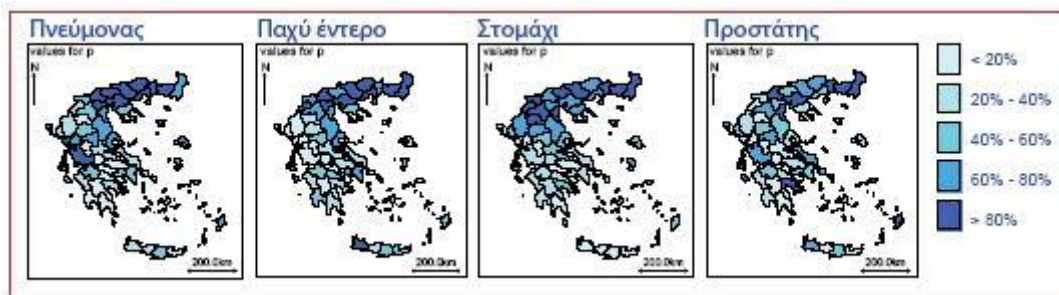 Πνεύμονας
values for p
N
200.0km
Παχύ έντερο
values for p
N
200.0km
Στομάχι
values for p
N
200.0km
Προστάτης
values for p
N
200.0km
< 20%
20% - 40%
40% - 60%
60% - 80%
> 80%